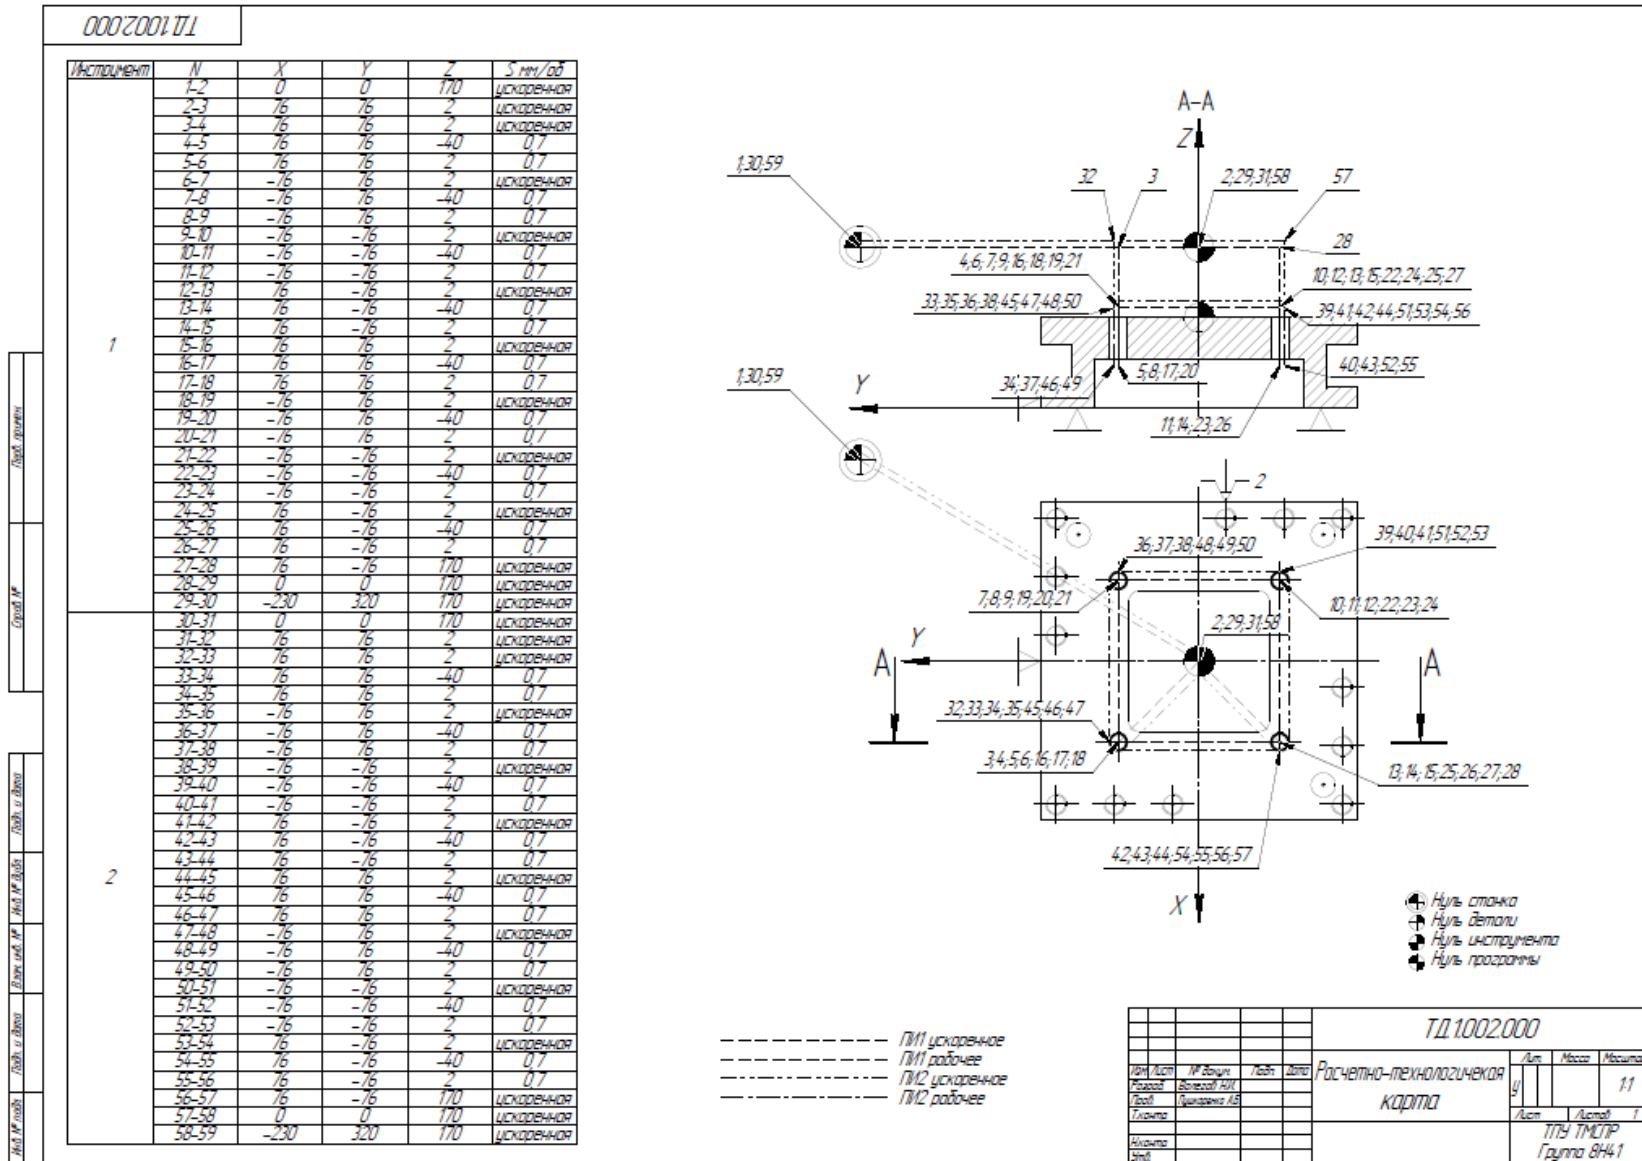 ТД.1.002.000
Инструмент N X Y Z S мм/об
1
1-2 0 0 170 ускоренная
2-3 76 76 2 ускоренная
3-4 76 76 2 ускоренная
4-5 76 76 -40 0,7
5-6 76 76 2 0,7
6-7 -76 76 2 ускоренная
7-8 -76 76 -40 0,7
8-9 -76 76 2 0,7
9-10 -76 -76 2 ускоренная
10-11 -76 -76 -40 0,7
11-12 -76 -76 2 0,7
12-13 76 -76 2 ускоренная
13-14 76 -76 -40 0,7
14-15 76 -76 2 0,7
15-16 76 76 2 ускоренная
16-17 76 76 -40 0,7
17-18 76 76 2 0,7
18-19 -76 76 2 ускоренная
19-20 -76 76 -40 0,7
20-21 -76 76 2 0,7
21-22 -76 -76 2 ускоренная
22-23 -76 -76 -40 0,7
23-24 -76 -76 2 0,7
24-25 76 -76 2 ускоренная
25-26 76 -76 -40 0,7
26-27 76 -76 2 0,7
27-28 76 -76 170 ускоренная
28-29 0 0 170 ускоренная
29-30 -230 320 170 ускоренная
2
30-31 0 0 170 ускоренная
31-32 76 76 2 ускоренная
32-33 76 76 2 ускоренная
33-34 76 76 -40 0,7
34-35 76 76 2 0,7
35-36 -76 76 2 ускоренная
36-37 -76 76 -40 0,7
37-38 -76 76 2 0,7
38-39 -76 -76 2 ускоренная
39-40 -76 -76 -40 0,7
40-41 -76 -76 2 0,7
41-42 76 -76 2 ускоренная
42-43 76 -76 -40 0,7
43-44 76 -76 2 0,7
44-45 76 76 2 ускоренная
45-46 76 76 -40 0,7
46-47 76 76 2 0,7
47-48 -76 76 2 ускоренная
48-49 -76 76 -40 0,7
49-50 -76 76 2 0,7
50-51 -76 -76 2 ускоренная
51-52 -76 -76 -40 0,7
52-53 -76 -76 2 0,7
53-54 76 -76 2 ускоренная
54-55 76 -76 -40 0,7
55-56 76 -76 2 0,7
56-57 76 -76 170 ускоренная
57-58 0 0 170 ускоренная
58-59 -230 320 170 ускоренная
А-А
Z
1;30;59
32
3
2;29;31;58
57
28
4,6;7;9;16;18;19;21
10;12;13;15;22;24;25;27
33;35;36;38;45;47;48;50
39;41;42;44;51;53;54;56
34;37;46;49
5;8;17;20
40;43;52;55
11;14;23;26
Y
1;30;59
2
36;37;38;48;49;50
39;40;41;51;52;53
7;8;9;19;20;21
10;11;12;22;23;24
2;29;31;58
Y
А
А
32;33;34;35;45;46;47
3;4;5;6;16;17;18
13;14;15;25;26;27;28
42;43;44;54;55;56;57
X
Нуль станка
Нуль детали
Нуль инструмента
Нуль программы
ПИ1 ускоренное
ПИ1 рабочее
ПИ2 ускоренное
ПИ2 рабочее
ТД.1.002.000
Изм Лист № докум. Подп. Дата
Разраб.
Пров.
Т.контр.
Н.контр.
Утв.
Расчетно-технологичекая
карта
Лит. Масса Масштаб
у 1:1
Лист Листов 1
ТПУ ТМСПР
Группа 8Н41
Перв. примен.
Справ. №
Подп. и дата
Инв. № дубл.
Взам. инв. №
Подп. и дата
Инв. № подл.